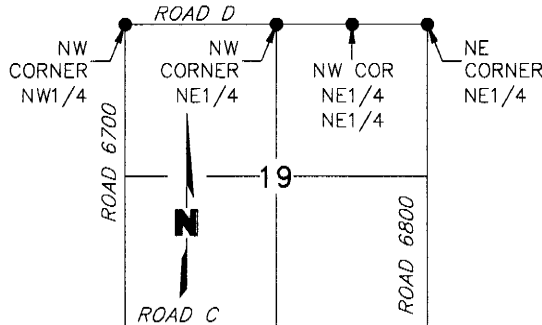 ROAD D
NW
CORNER
NW1/4
NW
CORNER
NE1/4
NW COR
NE1/4
NE1/4
NE
CORNER
NE1/4
ROAD 6700
19
N
ROAD 6800
ROAD C